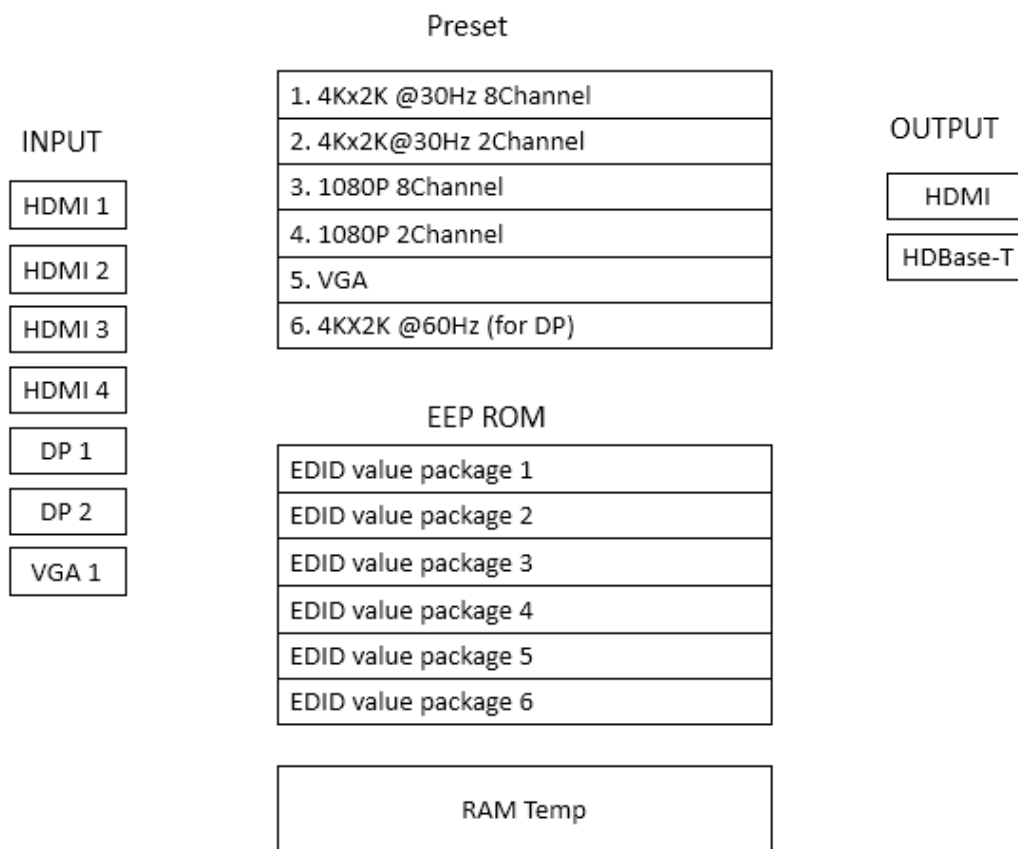 Preset
1. 4Kx2K @30Hz 8Channel
2. 4Kx2K@30Hz 2Channel
3. 1080P 8Channel
4. 1080P 2Channel
5. VGA
6. 4KX2K @60Hz (for DP)
INPUT
HDMI 1
HDMI 2
HDMI 3
HDMI 4
DP 1
DP 2
VGA 1
OUTPUT
HDMI
HDBase-T
EEP ROM
EDID value package 1
EDID value package 2
EDID value package 3
EDID value package 4
EDID value package 5
EDID value package 6
RAM Temp